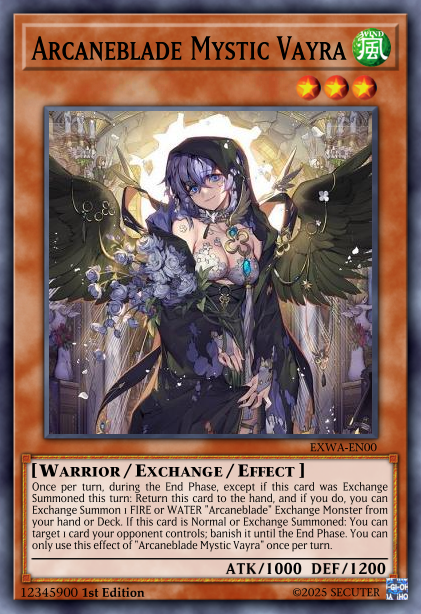 ARCANEBLADE MYSTIC VAYRA
WIND
風
EXWA-EN00
[WARRIOR/EXCHANGE/EFFECT]
Once per turn, during the End Phase, except if this card was Exchange
Summoned this turn: Return this card to the hand, and if you do, you can
Exchange Summon 1 FIRE or WATER "Arcaneblade" Exchange Monster from
your hand or Deck. If this card is Normal or Exchange Summoned: You can
target 1 card your opponent controls; banish it until the End Phase. You can
only use this effect of "Arcaneblade Mystic Vayra" once per turn.
ATK/1000 DEF/1200
12345900 1st Edition
©2025 SECUTER